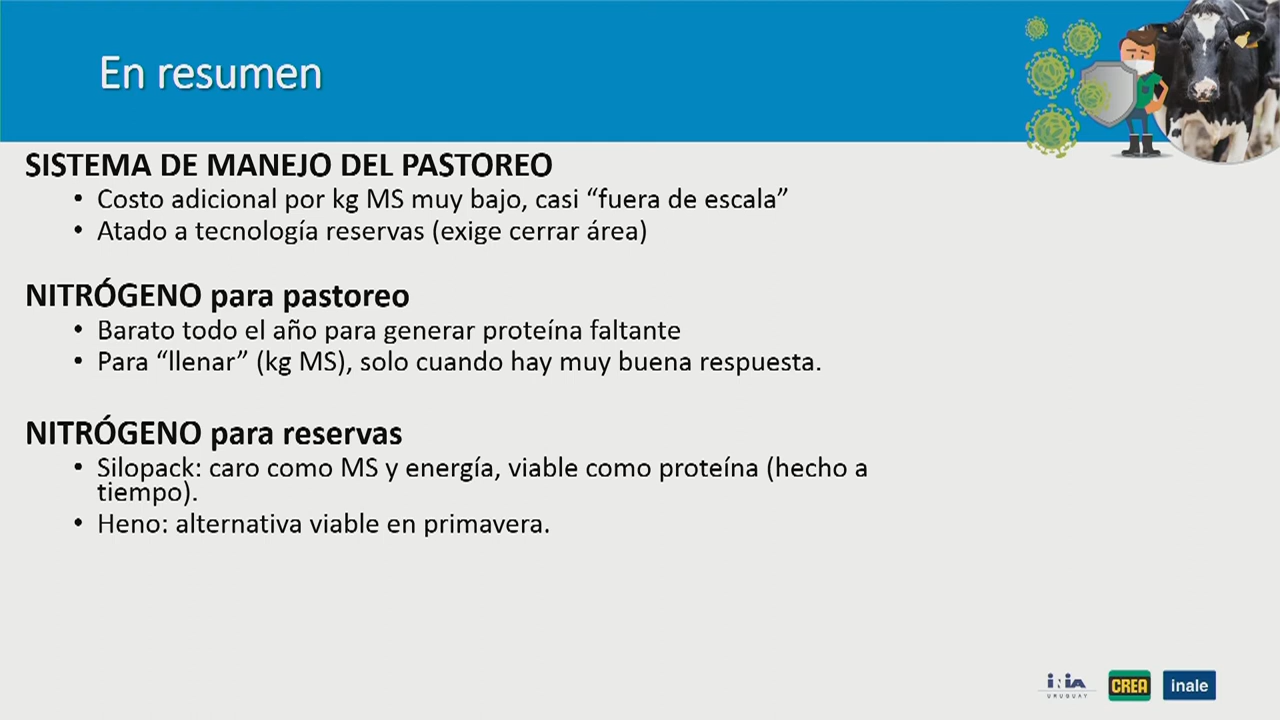 En resumen
SISTEMA DE MANEJO DEL PASTOREO
• Costo adicional por kg MS muy bajo, casi “fuera de escala”
• Atado a tecnología reservas (exige cerrar área)
NITRÓGENO para pastoreo
• Barato todo el año para generar proteína faltante
• Para “llenar” (kg MS), solo cuando hay muy buena respuesta.
NITRÓGENO para reservas
• Silopack: caro como MS y energía, viable como proteína (hecho a
tiempo).
• Heno: alternativa viable en primavera.
iNiA
URUGUAY
CREA
inale